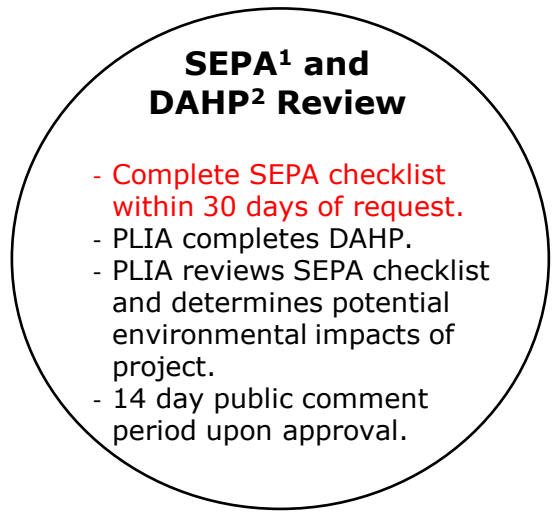 SEPA¹ and
DAHP² Review
- Complete SEPA checklist
within 30 days of request.
- PLIA completes DAHP.
- PLIA reviews SEPA checklist
and determines potential
environmental impacts of
project.
- 14 day public comment
period upon approval.